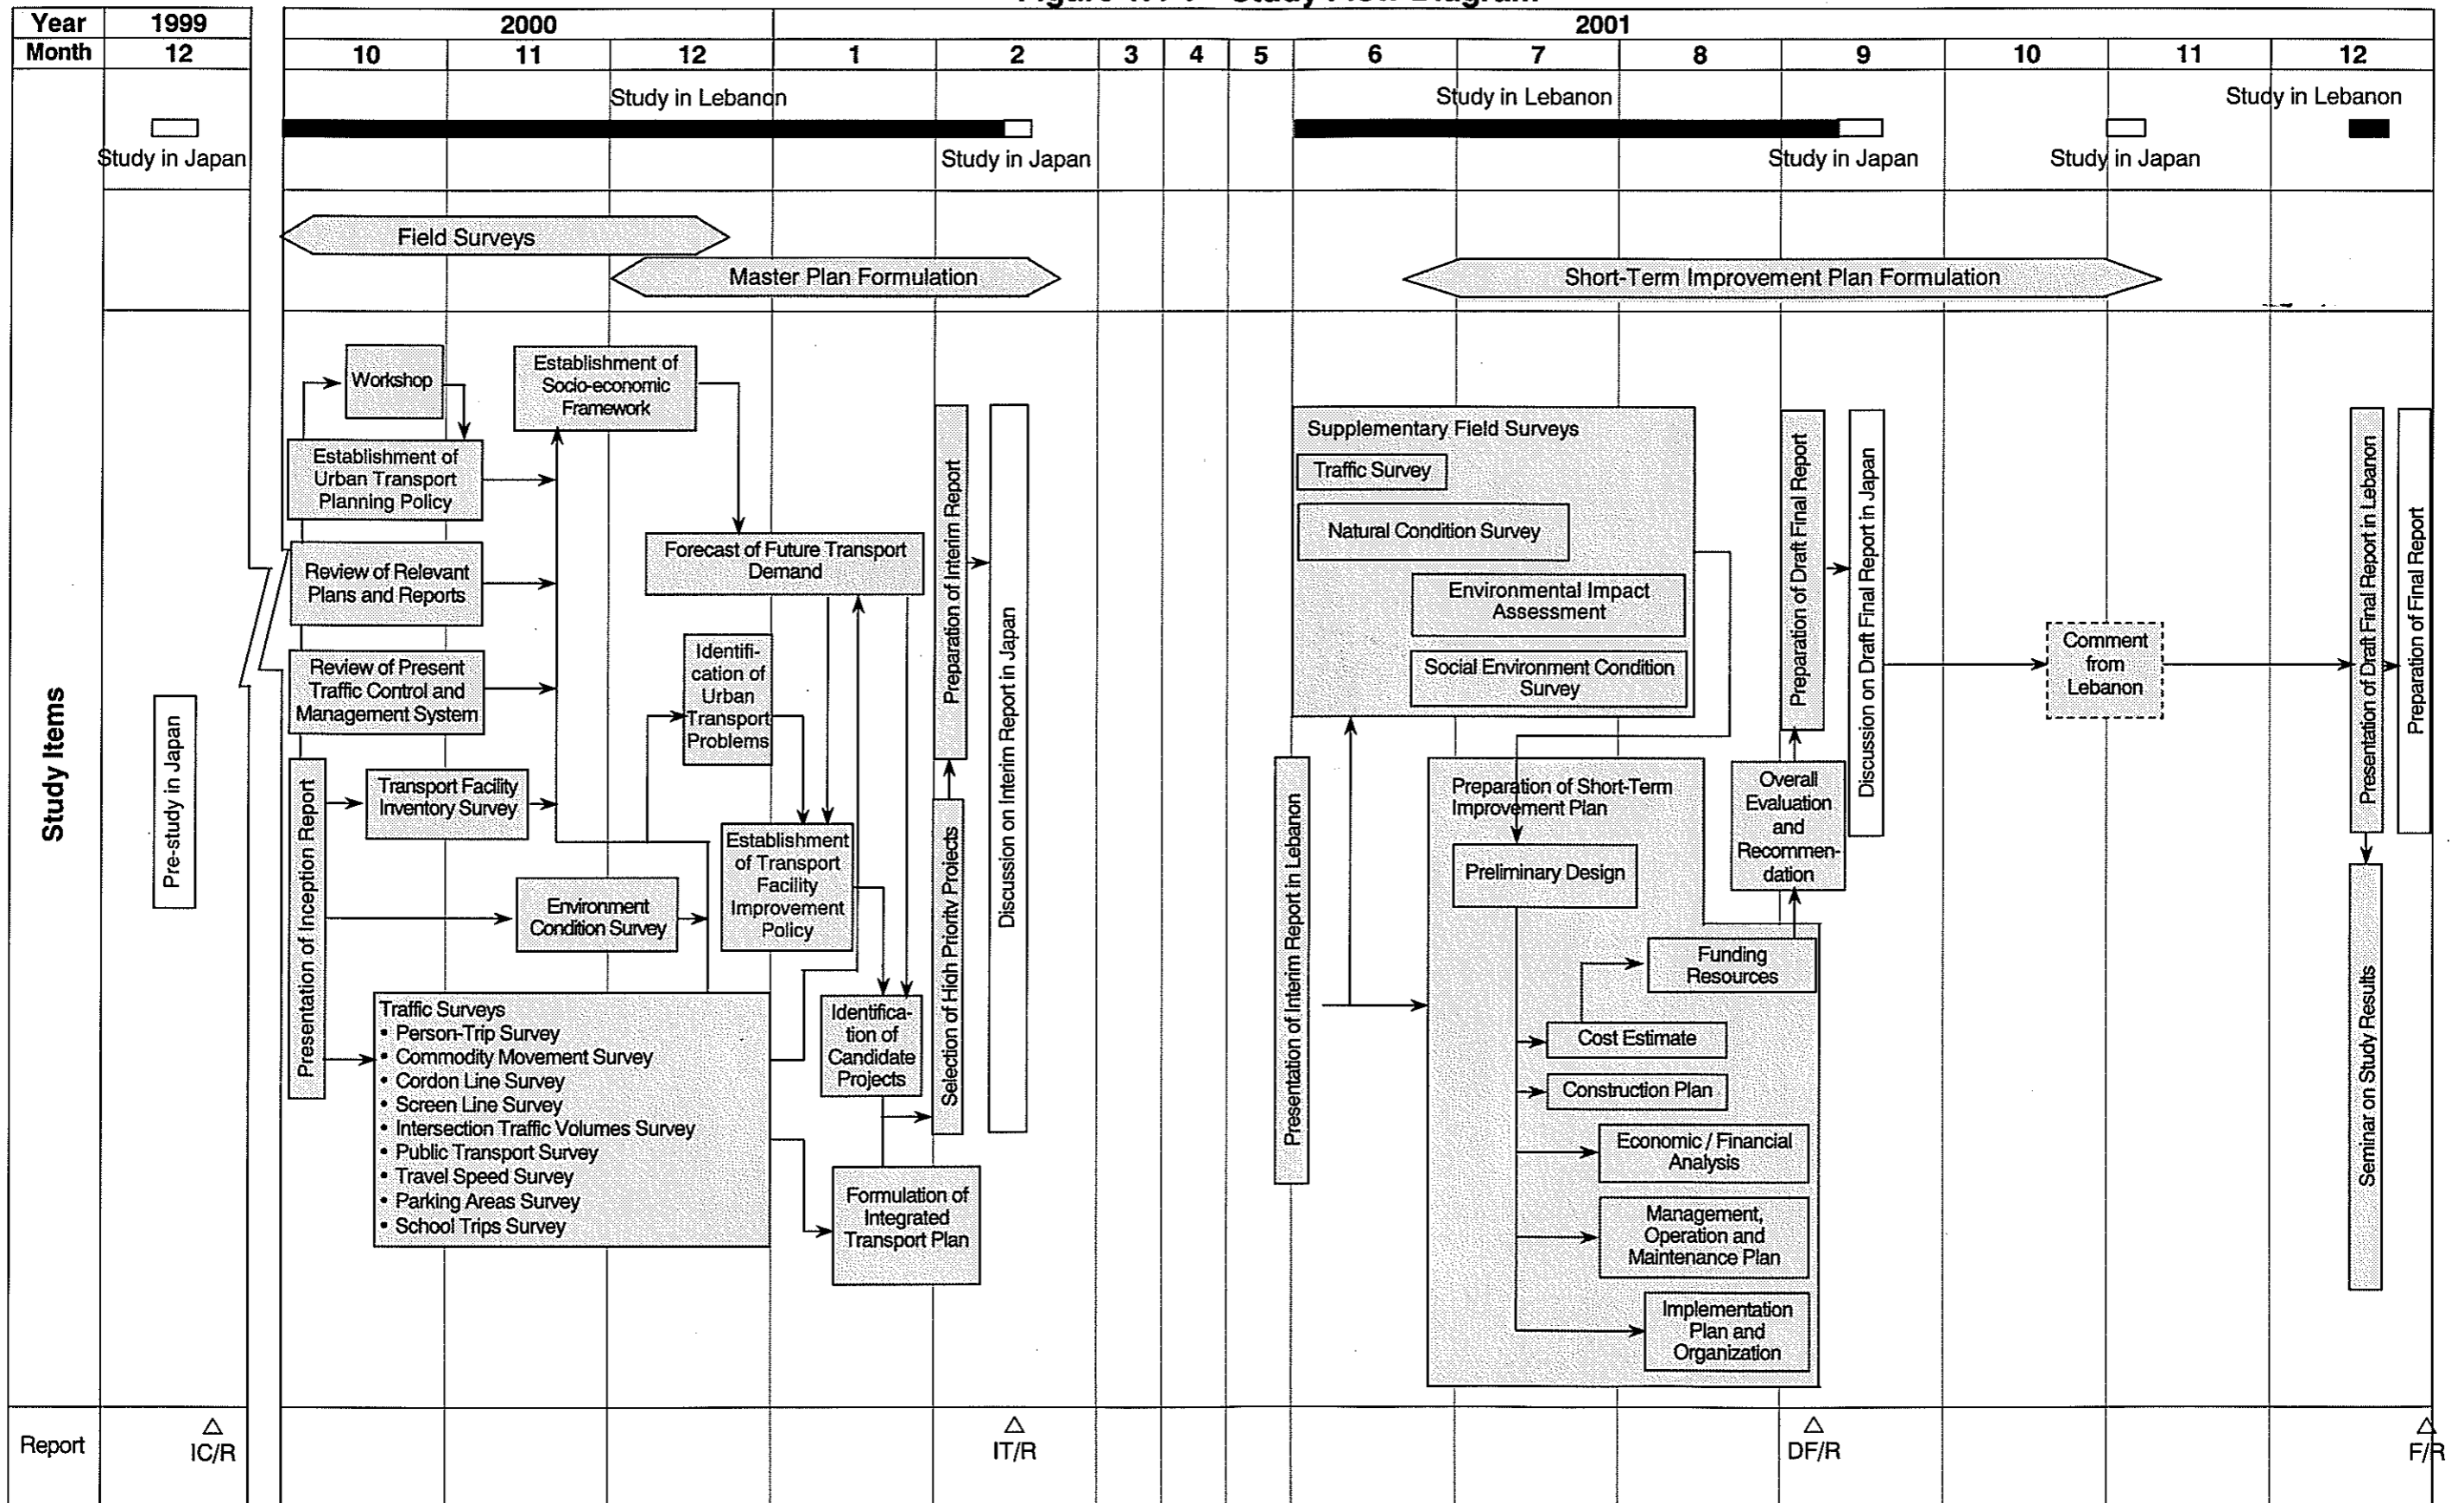 Year 1999 2000 2001
Month 12 10 11 12 1 2 3 4 5 6 7 8 9 10 11 12
Study in Lebanon
Study in Lebanon
Study in Lebanon
Study in Japan
Study in Japan
Study in Japan
Study in Japan
Field Surveys
Master Plan Formulation
Short-Term Improvement Plan Formulation
Study Items
Pre-study in Japan
Workshop
Establishment of
Urban Transport
Planning Policy
Review of Relevant
Plans and Reports
Review of Present
Traffic Control and
Management System
Presentation of Inception Report
Transport Facility
Inventory Survey
Environment
Condition Survey
Traffic Surveys
• Person-Trip Survey
• Commodity Movement Survey
• Cordon Line Survey
• Screen Line Survey
• Intersection Traffic Volumes Survey
• Public Transport Survey
• Travel Speed Survey
• Parking Areas Survey
• School Trips Survey
Establishment of
Socio-economic
Framework
Forecast of Future Transport
Demand
Identifi-
cation of
Urban
Transport
Problems
Establishment
of Transport
Facility
Improvement
Policy
Identifica-
tion of
Candidate
Projects
Formulation of
Integrated
Transport Plan
Preparation of Interim Report
Selection of High Priority Projects
Discussion on Interim Report in Japan
Presentation of Interim Report in Lebanon
Supplementary Field Surveys
Traffic Survey
Natural Condition Survey
Environmental Impact
Assessment
Social Environment Condition
Survey
Preparation of Short-Term
Improvement Plan
Preliminary Design
Funding
Resources
Cost Estimate
Construction Plan
Economic / Financial
Analysis
Management,
Operation and
Maintenance Plan
Implementation
Plan and
Organization
Overall
Evaluation
and
Recommen-
dation
Preparation of Draft Final Report
Discussion on Draft Final Report in Japan
Comment
from
Lebanon
Presentation of Draft Final Report in Lebanon
Preparation of Final Report
Seminar on Study Results
Report
△ △ △ △
IC/R IT/R DF/R F/R